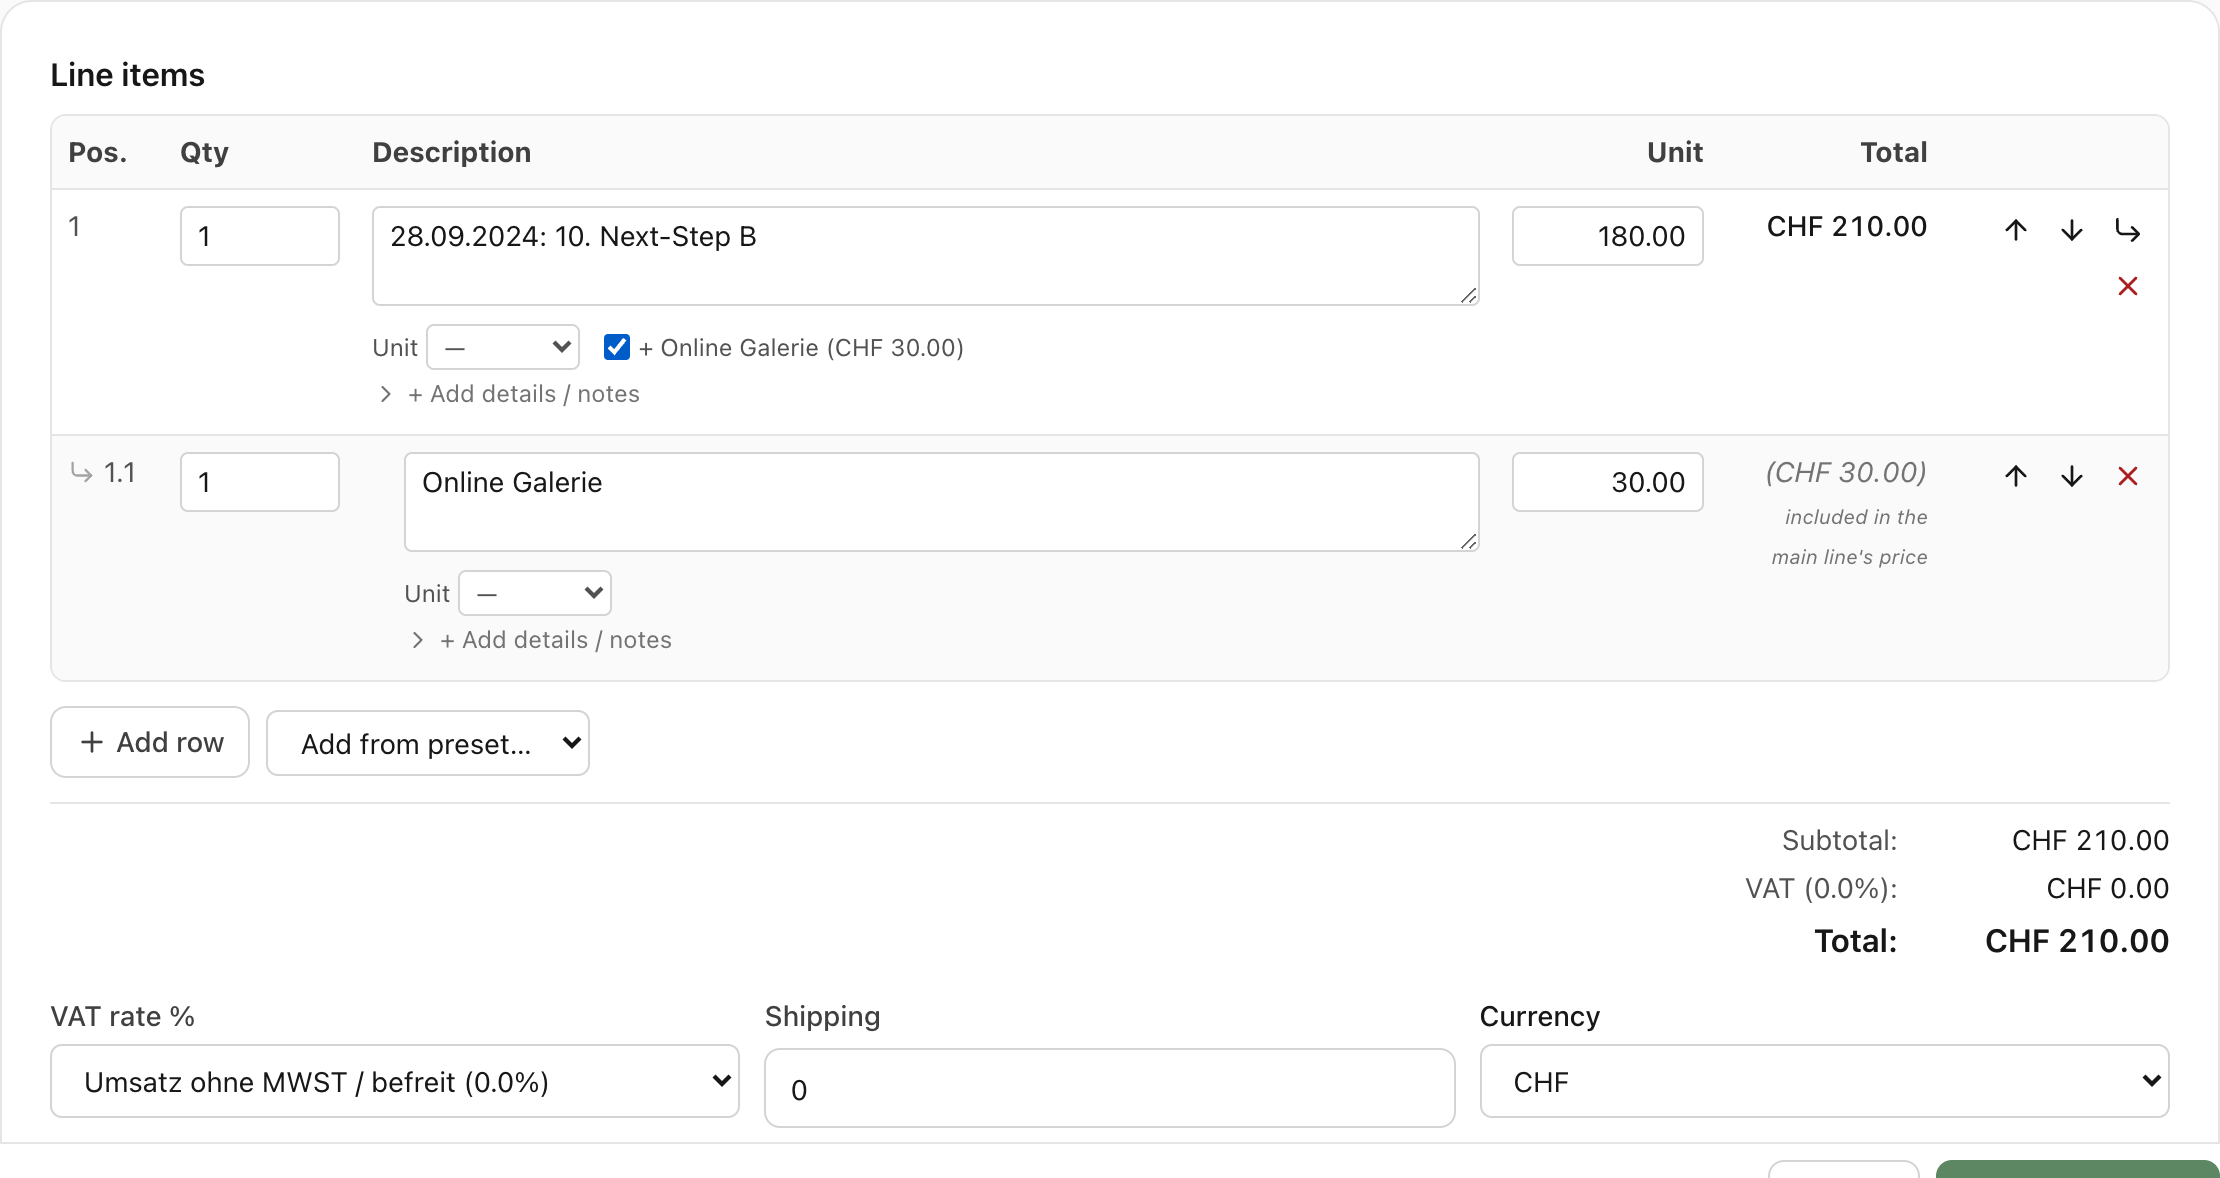 Line items
Pos. Qty Description Unit Total
1 1 28.09.2024: 10. Next-Step B 180.00 CHF 210.00
Unit — + Online Galerie (CHF 30.00)
+ Add details / notes
1.1 1 Online Galerie 30.00 (CHF 30.00)
included in the
main line's price
Unit —
+ Add details / notes
+ Add row Add from preset...
Subtotal: CHF 210.00
VAT (0.0%): CHF 0.00
Total: CHF 210.00
VAT rate % Shipping Currency
Umsatz ohne MWST / befreit (0.0%) 0 CHF